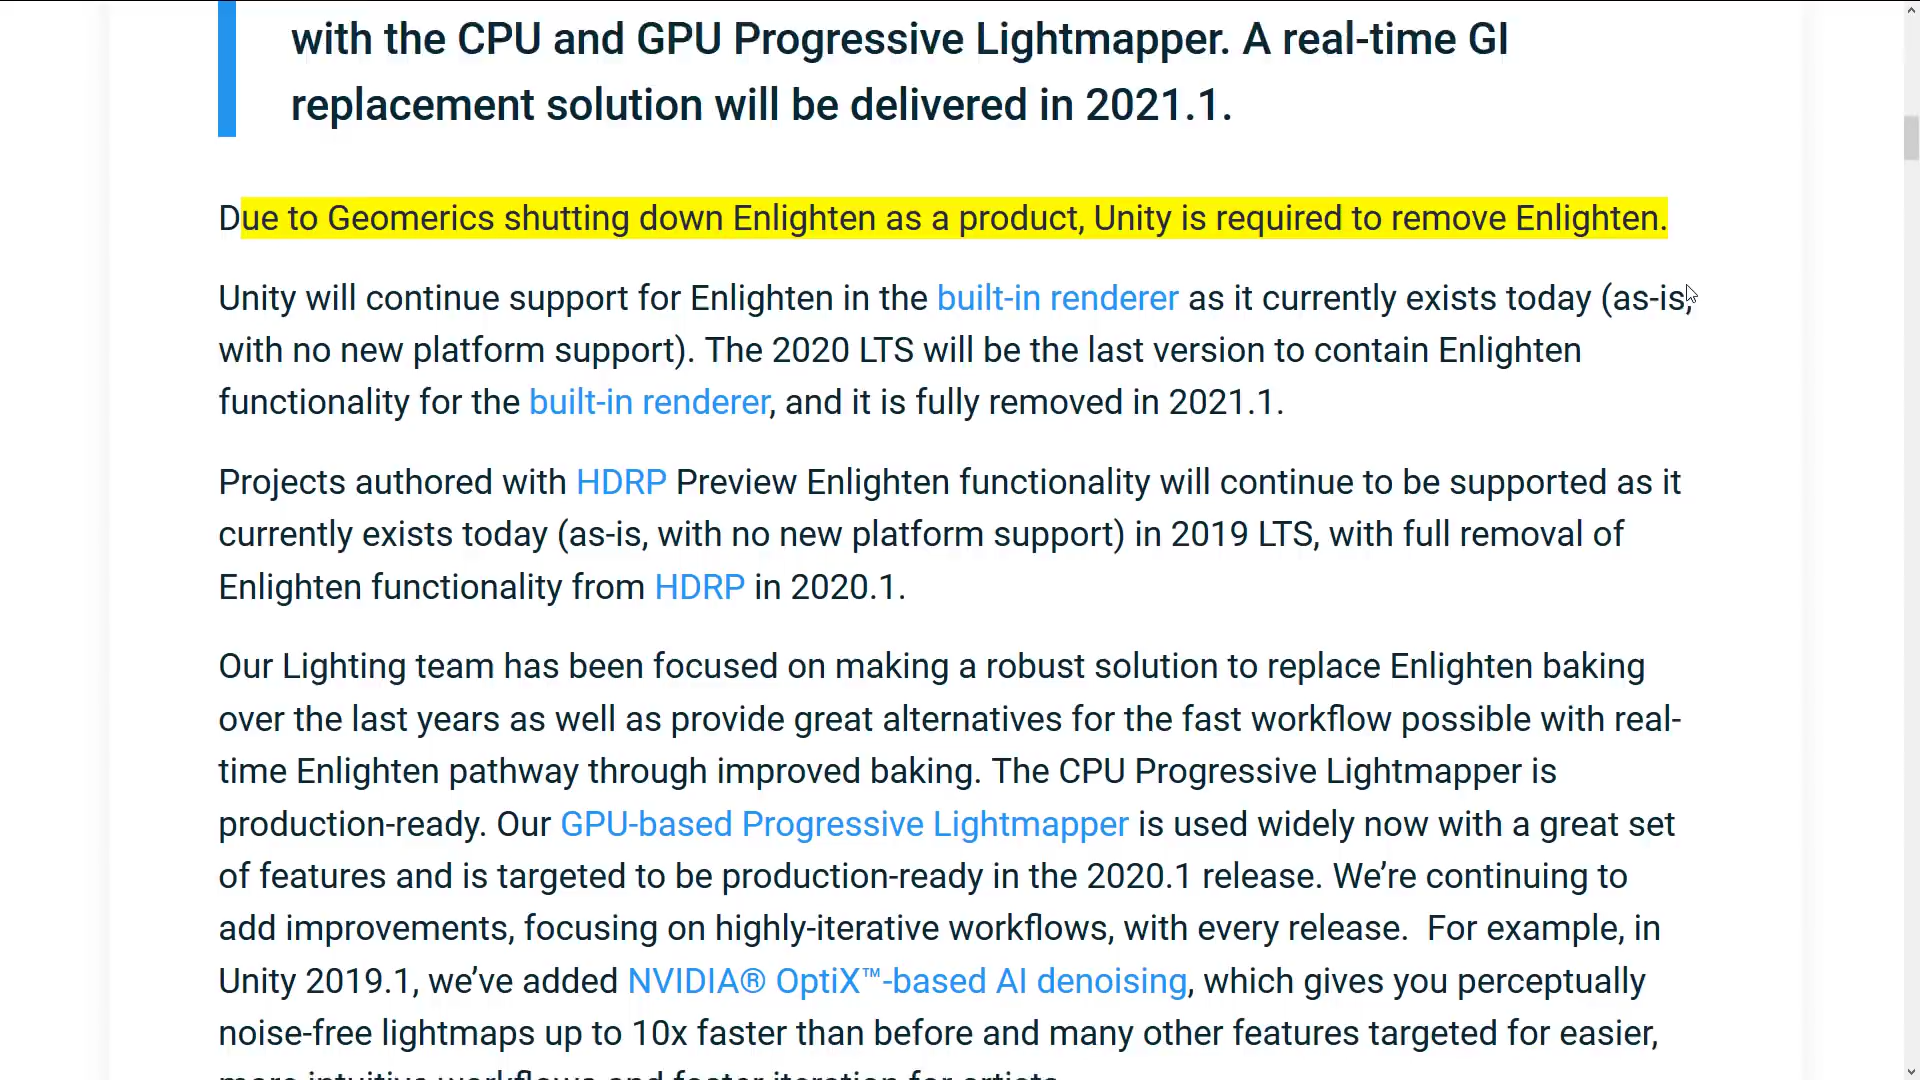 with the CPU and GPU Progressive Lightmapper. A real-time GI
replacement solution will be delivered in 2021.1.
Due to Geomerics shutting down Enlighten as a product, Unity is required to remove Enlighten.
Unity will continue support for Enlighten in the built-in renderer as it currently exists today (as-is,
with no new platform support). The 2020 LTS will be the last version to contain Enlighten
functionality for the built-in renderer, and it is fully removed in 2021.1.
Projects authored with HDRP Preview Enlighten functionality will continue to be supported as it
currently exists today (as-is, with no new platform support) in 2019 LTS, with full removal of
Enlighten functionality from HDRP in 2020.1.
Our Lighting team has been focused on making a robust solution to replace Enlighten baking
over the last years as well as provide great alternatives for the fast workflow possible with real-
time Enlighten pathway through improved baking. The CPU Progressive Lightmapper is
production-ready. Our GPU-based Progressive Lightmapper is used widely now with a great set
of features and is targeted to be production-ready in the 2020.1 release. We’re continuing to
add improvements, focusing on highly-iterative workflows, with every release.  For example, in
Unity 2019.1, we’ve added NVIDIA® OptiX™-based AI denoising, which gives you perceptually
noise-free lightmaps up to 10x faster than before and many other features targeted for easier,
more intuitive workflows and faster iteration for artists.